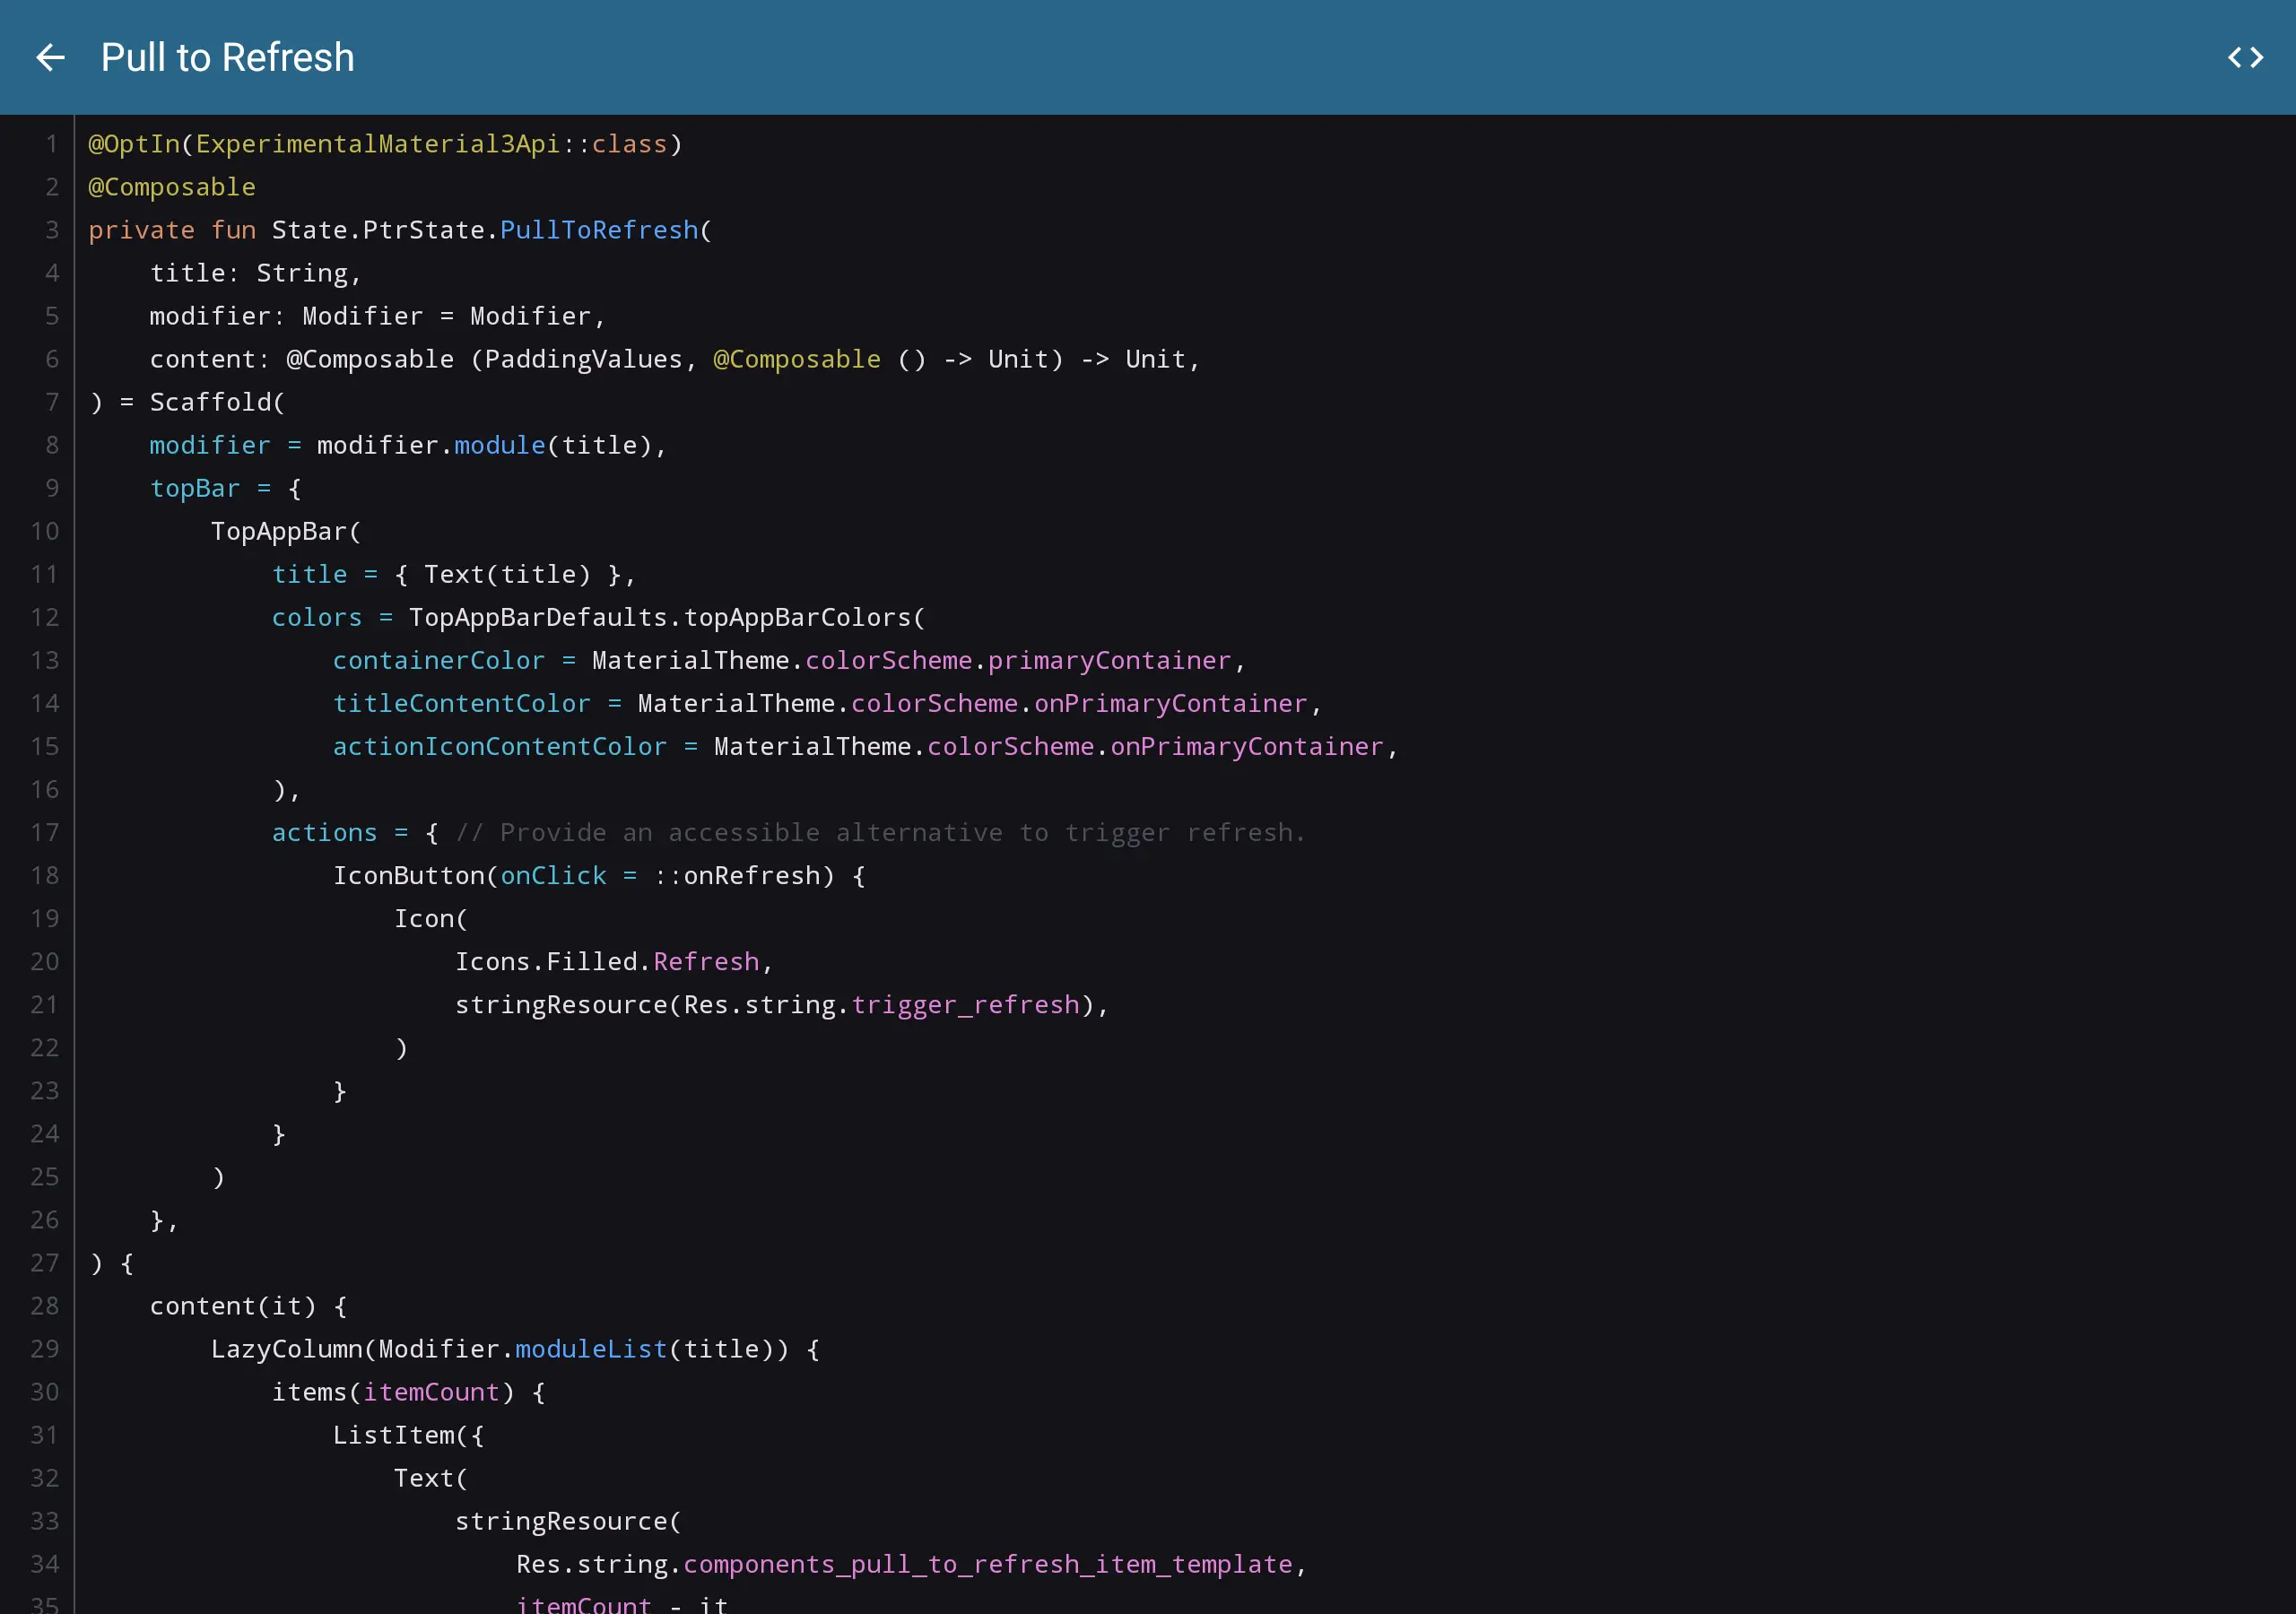 Pull to Refresh
1 @OptIn(ExperimentalMaterial3Api::class)
2 @Composable
3 private fun State.PtrState.PullToRefresh(
4     title: String,
5     modifier: Modifier = Modifier,
6     content: @Composable (PaddingValues, @Composable () -> Unit) -> Unit,
7 ) = Scaffold(
8     modifier = modifier.module(title),
9     topBar = {
10         TopAppBar(
11             title = { Text(title) },
12             colors = TopAppBarDefaults.topAppBarColors(
13                 containerColor = MaterialTheme.colorScheme.primaryContainer,
14                 titleContentColor = MaterialTheme.colorScheme.onPrimaryContainer,
15                 actionIconContentColor = MaterialTheme.colorScheme.onPrimaryContainer,
16             ),
17             actions = { // Provide an accessible alternative to trigger refresh.
18                 IconButton(onClick = ::onRefresh) {
19                     Icon(
20                         Icons.Filled.Refresh,
21                         stringResource(Res.string.trigger_refresh),
22                     )
23                 }
24             }
25         )
26     },
27 ) {
28     content(it) {
29         LazyColumn(Modifier.moduleList(title)) {
30             items(itemCount) {
31                 ListItem({
32                     Text(
33                         stringResource(
34                             Res.string.components_pull_to_refresh_item_template,
35                             itemCount - it